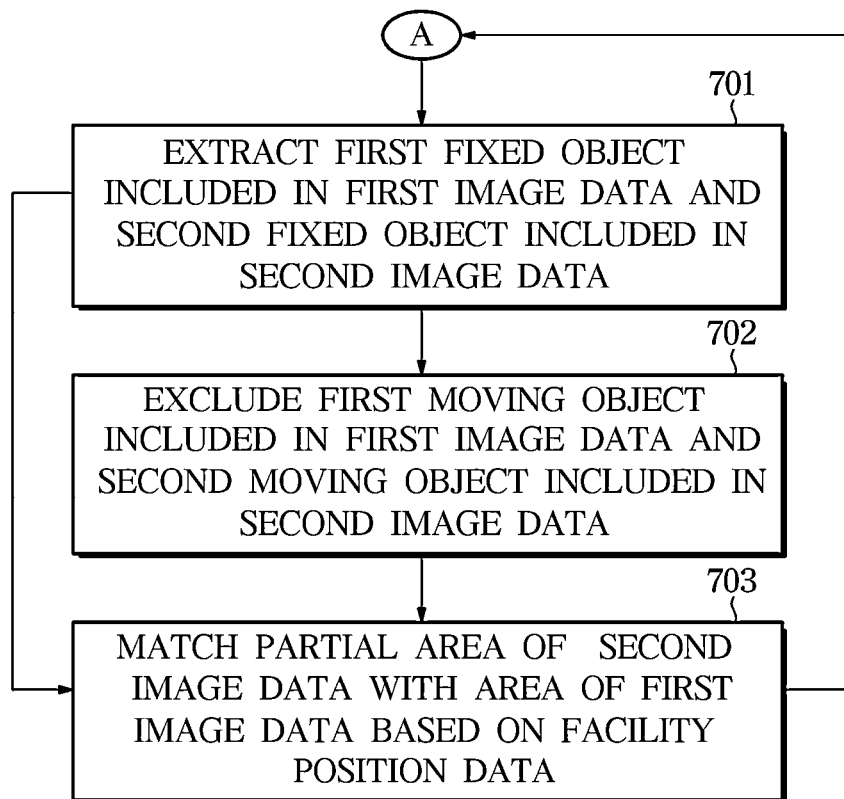 A
701
EXTRACT FIRST FIXED OBJECT
INCLUDED IN FIRST IMAGE DATA AND
SECOND FIXED OBJECT INCLUDED IN
SECOND IMAGE DATA
702
EXCLUDE FIRST MOVING OBJECT
INCLUDED IN FIRST IMAGE DATA AND
SECOND MOVING OBJECT INCLUDED IN
SECOND IMAGE DATA
703
MATCH PARTIAL AREA OF SECOND
IMAGE DATA WITH AREA OF FIRST
IMAGE DATA BASED ON FACILITY
POSITION DATA